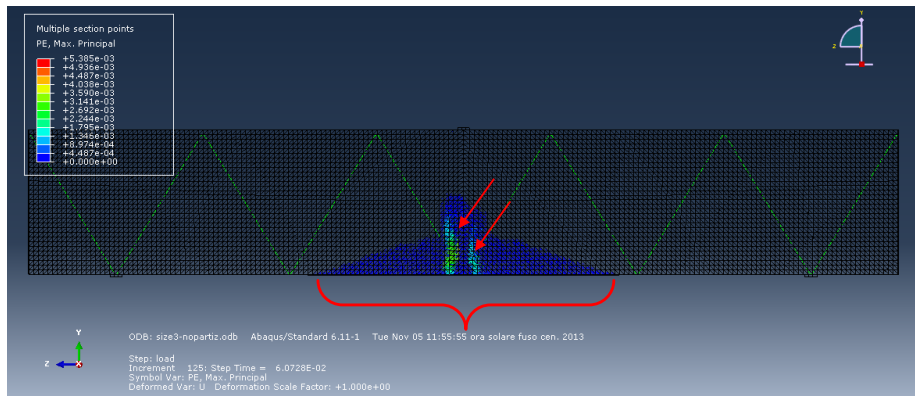 Multiple section points
PE, Max. Principal
+5.385e-03
+4.936e-03
+4.487e-03
+4.038e-03
+3.590e-03
+3.141e-03
+2.692e-03
+2.244e-03
+1.795e-03
+1.346e-03
+8.974e-04
+4.487e-04
+0.000e+00
Y
Z
Y
Z
X
ODB: size3-nopartiz.odb Abaqus/Standard 6.11-1 Tue Nov 05 11:55:55 ora solare fuso cen. 2013
Step: load
Increment 125: Step Time = 6.0728E-02
Symbol Var: PE, Max. Principal
Deformed Var: U Deformation Scale Factor: +1.000e+00